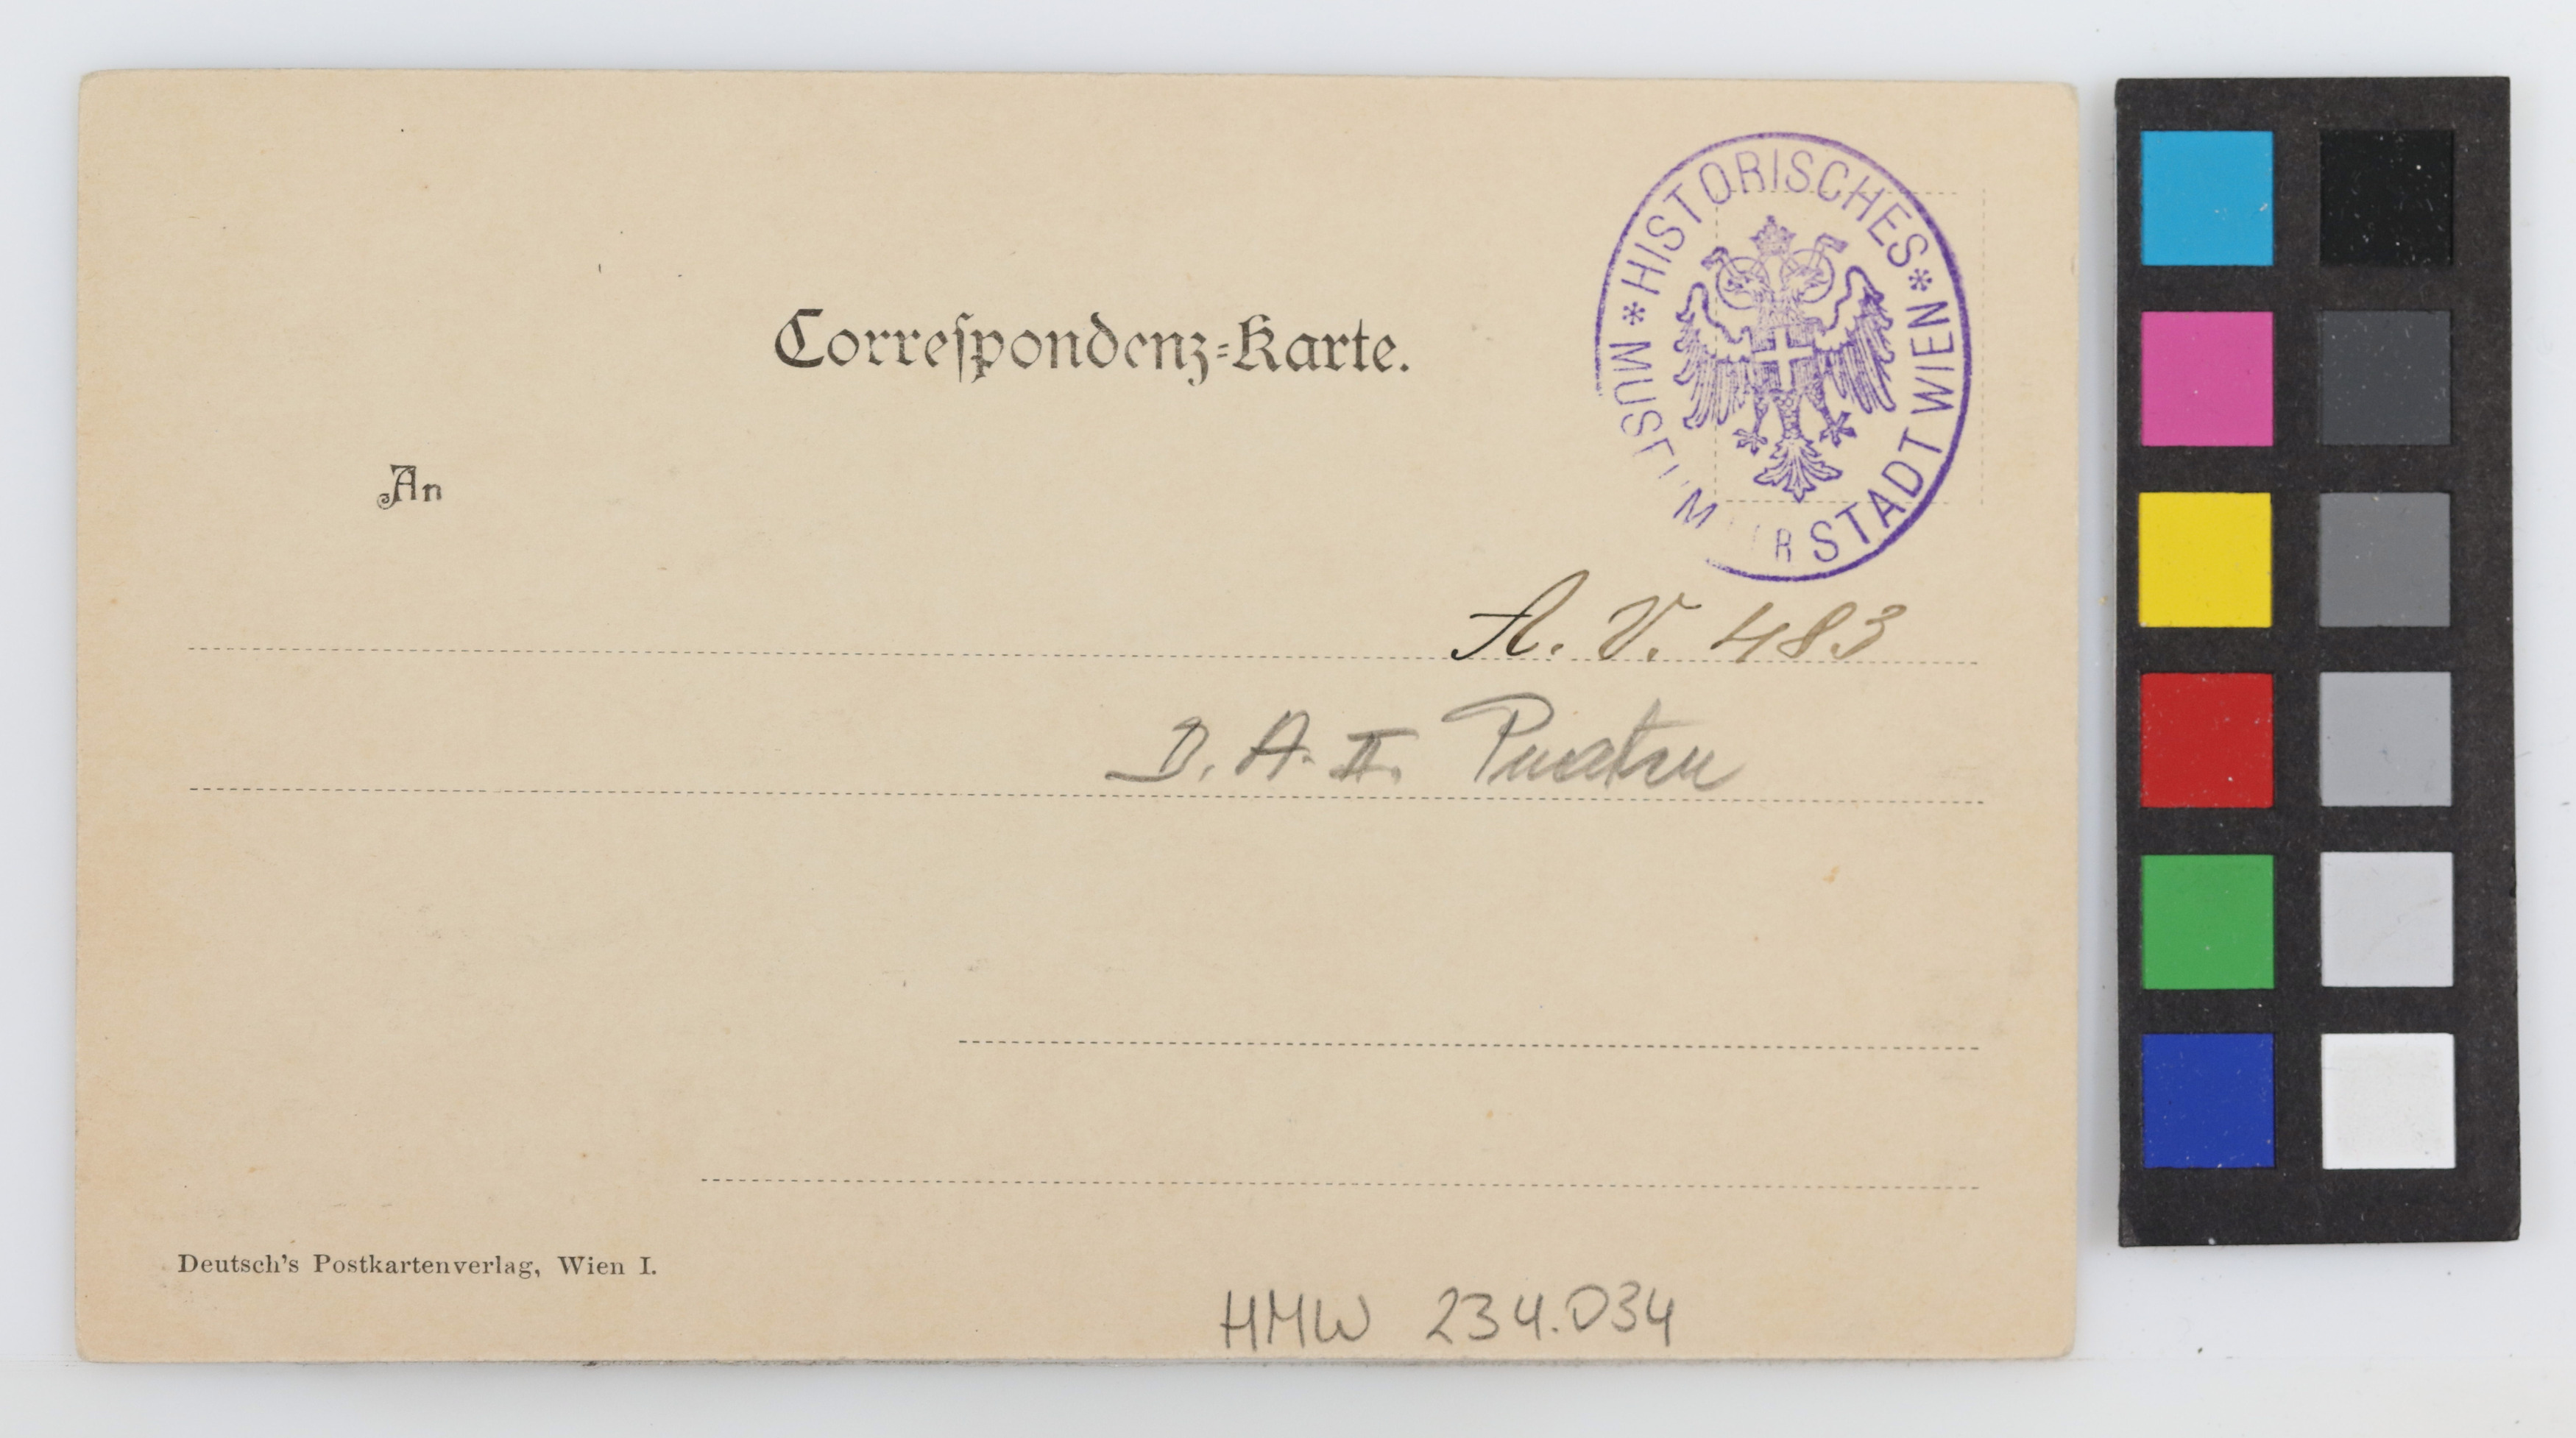 Correſpondenz-Karte.
* HISTORISCHES * MUSEUM DER STADT WIEN
An
A. V. 483
D. A. II.
Deutsch's Postkartenverlag, Wien I.
HMW 234.034